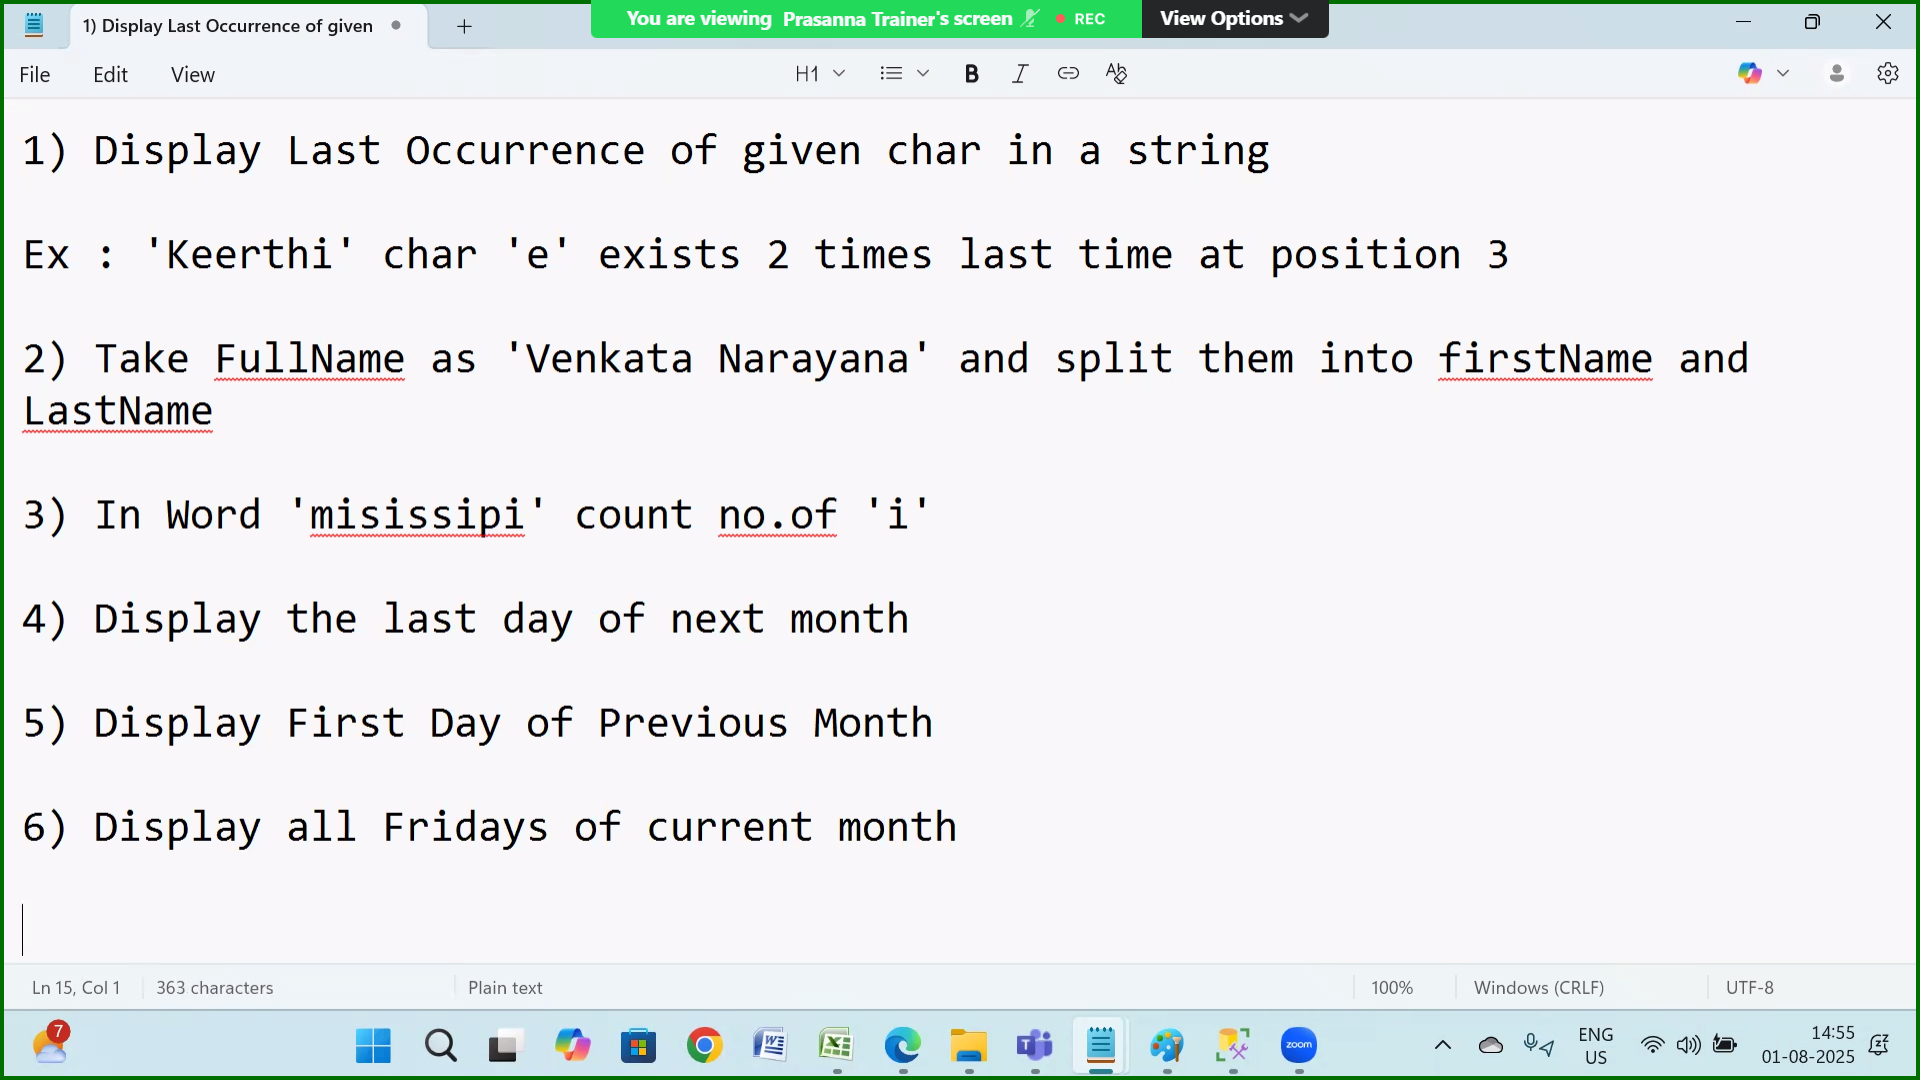 1) Display Last Occurrence of given
You are viewing Prasanna Trainer's screen REC View Options
File Edit View H1
1) Display Last Occurrence of given char in a string
Ex : 'Keerthi' char 'e' exists 2 times last time at position 3
2) Take FullName as 'Venkata Narayana' and split them into firstName and
LastName
3) In Word 'misissipi' count no.of 'i'
4) Display the last day of next month
5) Display First Day of Previous Month
6) Display all Fridays of current month
Ln 15, Col 1 363 characters Plain text 100% Windows (CRLF) UTF-8
7
zoom
ENG
US
14:55
01-08-2025